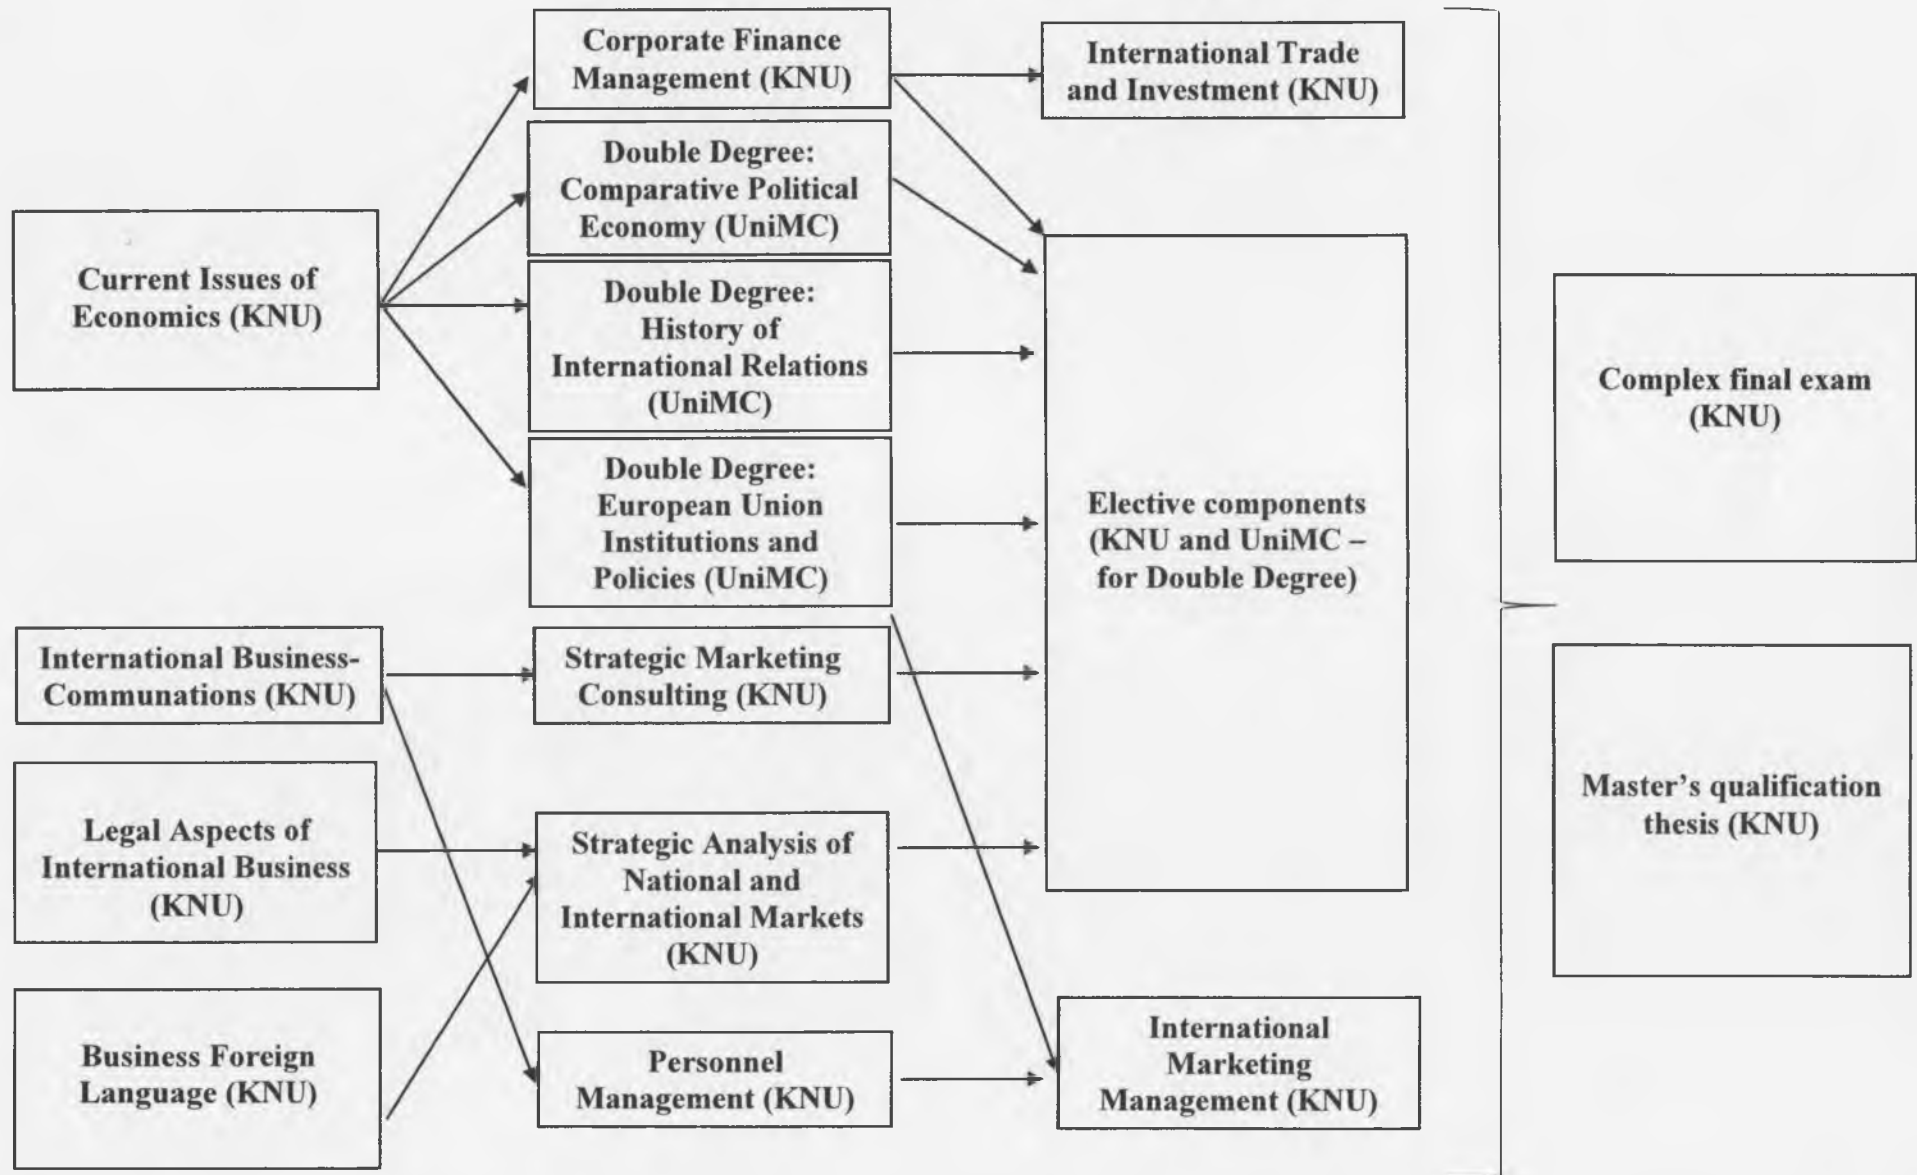 Current Issues of
Economics (KNU)
International Business-
Communations (KNU)
Legal Aspects of
International Business
(KNU)
Business Foreign
Language (KNU)
Corporate Finance
Management (KNU)
Double Degree:
Comparative Political
Economy (UniMC)
Double Degree:
History of
International Relations
(UniMC)
Double Degree:
European Union
Institutions and
Policies (UniMC)
Strategic Marketing
Consulting (KNU)
Strategic Analysis of
National and
International Markets
(KNU)
Personnel
Management (KNU)
International Trade
and Investment (KNU)
Elective components
(KNU and UniMC –
for Double Degree)
International
Marketing
Management (KNU)
Complex final exam
(KNU)
Master’s qualification
thesis (KNU)